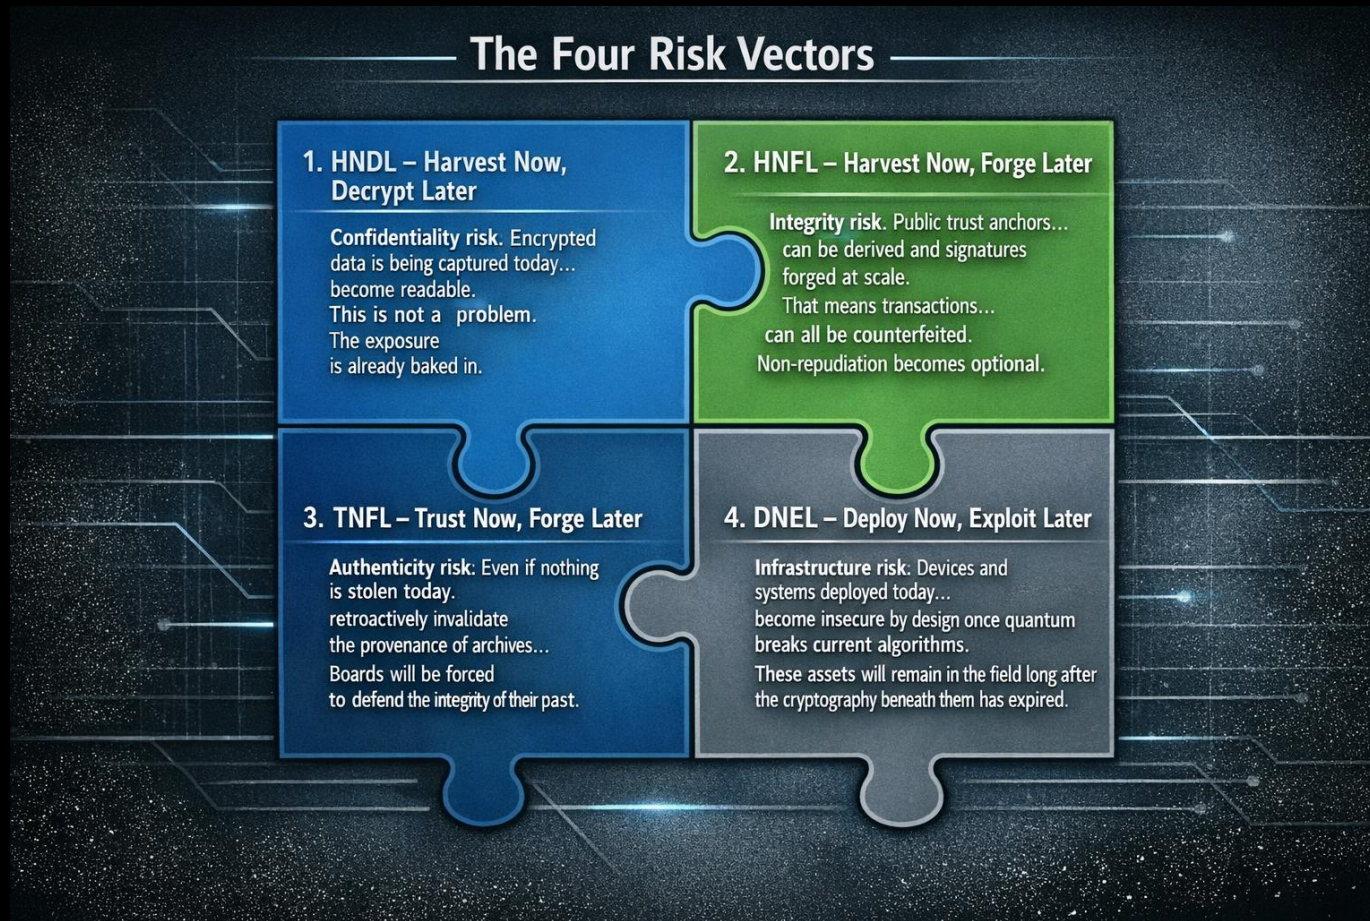 The Four Risk Vectors
1. HNDL – Harvest Now,
Decrypt Later
Confidentiality risk. Encrypted
data is being captured today...
become readable.
This is not a problem.
The exposure
is already baked in.
2. HNFL – Harvest Now, Forge Later
Integrity risk. Public trust anchors...
can be derived and signatures
forged at scale.
That means transactions...
can all be counterfeited.
Non-repudiation becomes optional.
3. TNFL – Trust Now, Forge Later
Authenticity risk: Even if nothing
is stolen today.
retroactively invalidate
the provenance of archives...
Boards will be forced
to defend the integrity of their past.
4. DNEL – Deploy Now, Exploit Later
Infrastructure risk: Devices and
systems deployed today...
become insecure by design once quantum
breaks current algorithms.
These assets will remain in the field long after
the cryptography beneath them has expired.